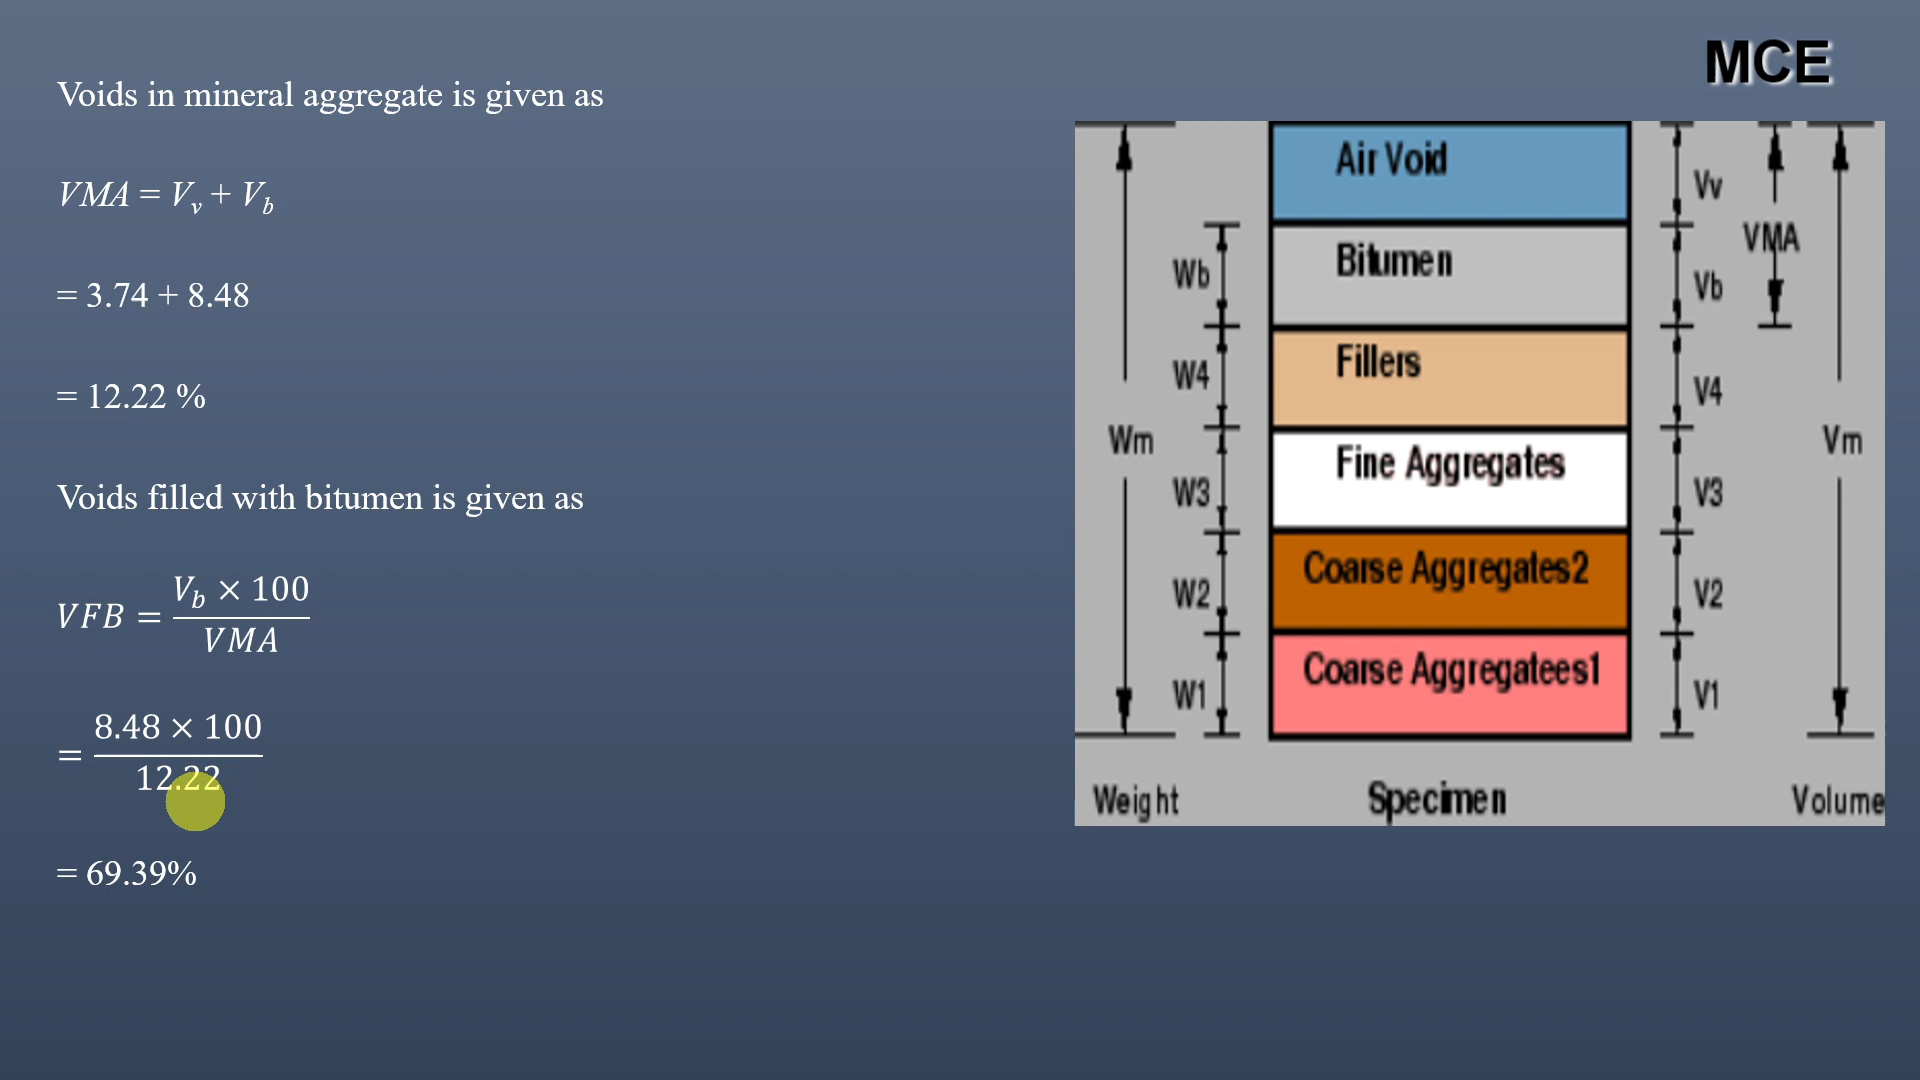 MCE
Voids in mineral aggregate is given as
VMA = Vv + Vb
= 3.74 + 8.48
= 12.22 %
Voids filled with bitumen is given as
VFB = Vb × 100 / VMA
= 8.48 × 100 / 12.22
= 69.39%
Air Void
Vv
VMA
Wb
Bitumen
Vb
W4
Fillers
V4
Wm
Vm
W3
Fine Aggregates
V3
W2
Coarse Aggregates2
V2
W1
Coarse Aggregatees1
V1
Weight
Specimen
Volume